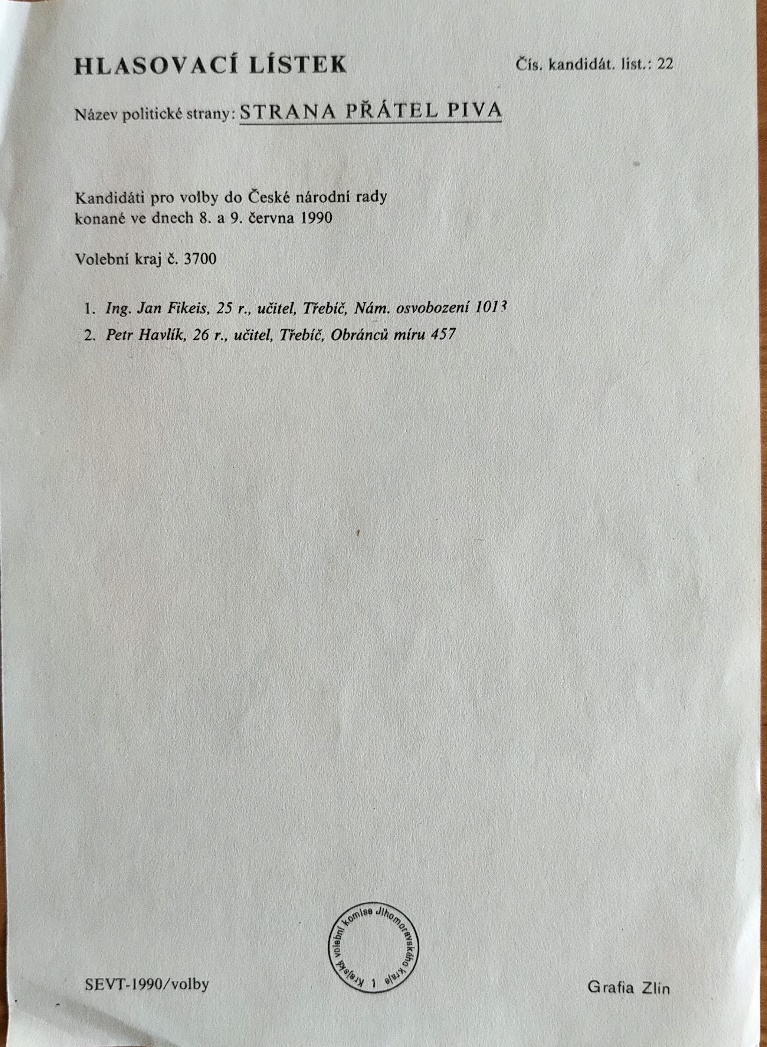 HLASOVACÍ LÍSTEK
Čís. kandidát. list.: 22
Název politické strany: STRANA PŘÁTEL PIVA
Kandidáti pro volby do České národní rady
konané ve dnech 8. a 9. června 1990
Volební kraj č. 3700
1. Ing. Jan Fikeis, 25 r., učitel, Třebíč, Nám. osvobození 1013
2. Petr Havlík, 26 r., učitel, Třebíč, Obránců míru 457
Krajská volební komise Jihomoravského kraje
1
SEVT-1990/volby
Grafia Zlín